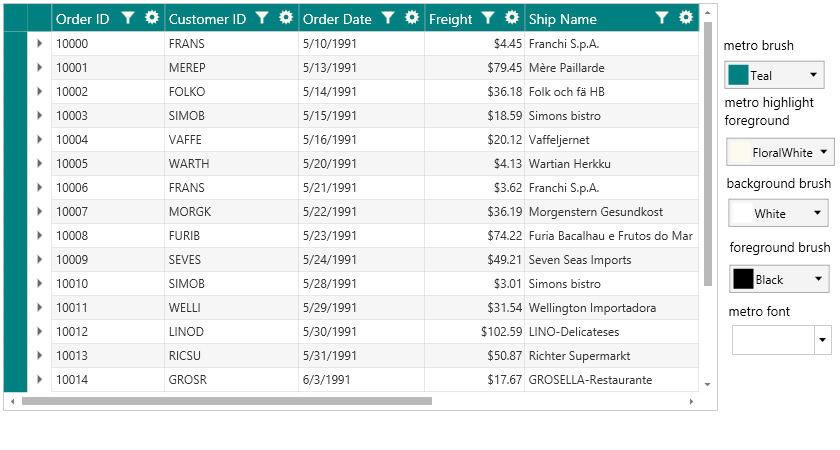 Order ID Customer ID Order Date Freight Ship Name
10000 FRANS 5/10/1991 $4.45 Franchi S.p.A.
10001 MEREP 5/13/1991 $79.45 Mère Paillarde
10002 FOLKO 5/14/1991 $36.18 Folk och fä HB
10003 SIMOB 5/15/1991 $18.59 Simons bistro
10004 VAFFE 5/16/1991 $20.12 Vaffeljernet
10005 WARTH 5/20/1991 $4.13 Wartian Herkku
10006 FRANS 5/21/1991 $3.62 Franchi S.p.A.
10007 MORGK 5/22/1991 $36.19 Morgenstern Gesundkost
10008 FURIB 5/23/1991 $74.22 Furia Bacalhau e Frutos do Mar
10009 SEVES 5/24/1991 $49.21 Seven Seas Imports
10010 SIMOB 5/28/1991 $3.01 Simons bistro
10011 WELLI 5/29/1991 $31.54 Wellington Importadora
10012 LINOD 5/30/1991 $102.59 LINO-Delicateses
10013 RICSU 5/31/1991 $50.87 Richter Supermarkt
10014 GROSR 6/3/1991 $17.67 GROSELLA-Restaurante
metro brush
Teal
metro highlight
foreground
FloralWhite
background brush
White
foreground brush
Black
metro font